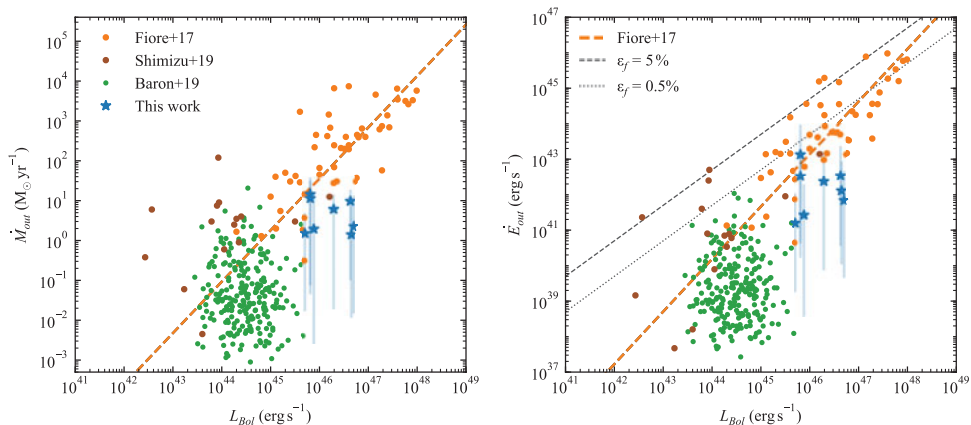 10^5
10^4
10^3
10^2
10^1
10^0
10^-1
10^-2
10^-3
Ṁ_out (M_⊙ yr^-1)
Fiore+17
Shimizu+19
Baron+19
This work
10^41 10^42 10^43 10^44 10^45 10^46 10^47 10^48 10^49
L_Bol (erg s^-1)
10^47
10^45
10^43
10^41
10^39
10^37
Ė_out (erg s^-1)
Fiore+17
ε_f = 5%
ε_f = 0.5%
10^41 10^42 10^43 10^44 10^45 10^46 10^47 10^48 10^49
L_Bol (erg s^-1)